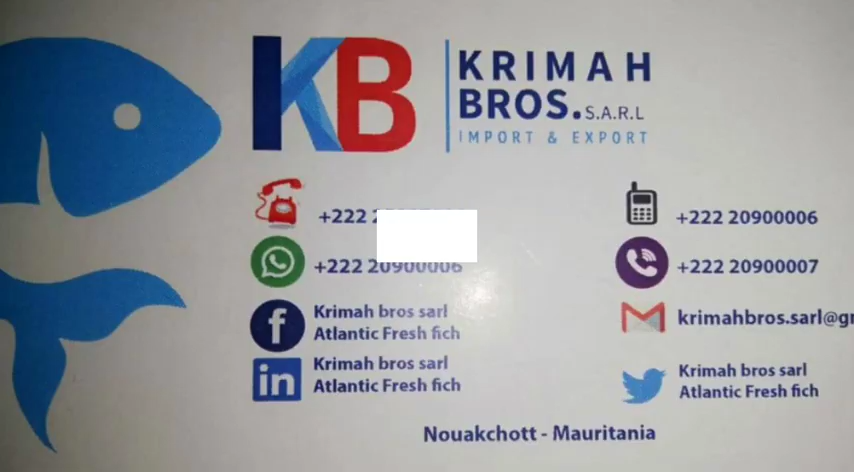 KB
KRIMAH
BROS. S.A.R.L
IMPORT & EXPORT
+222
+222 20900006
+222 20900006
+222 20900007
Krimah bros sarl
Atlantic Fresh fich
krimahbros.sarl@g
Krimah bros sarl
Atlantic Fresh fich
Krimah bros sarl
Atlantic Fresh fich
Nouakchott - Mauritania